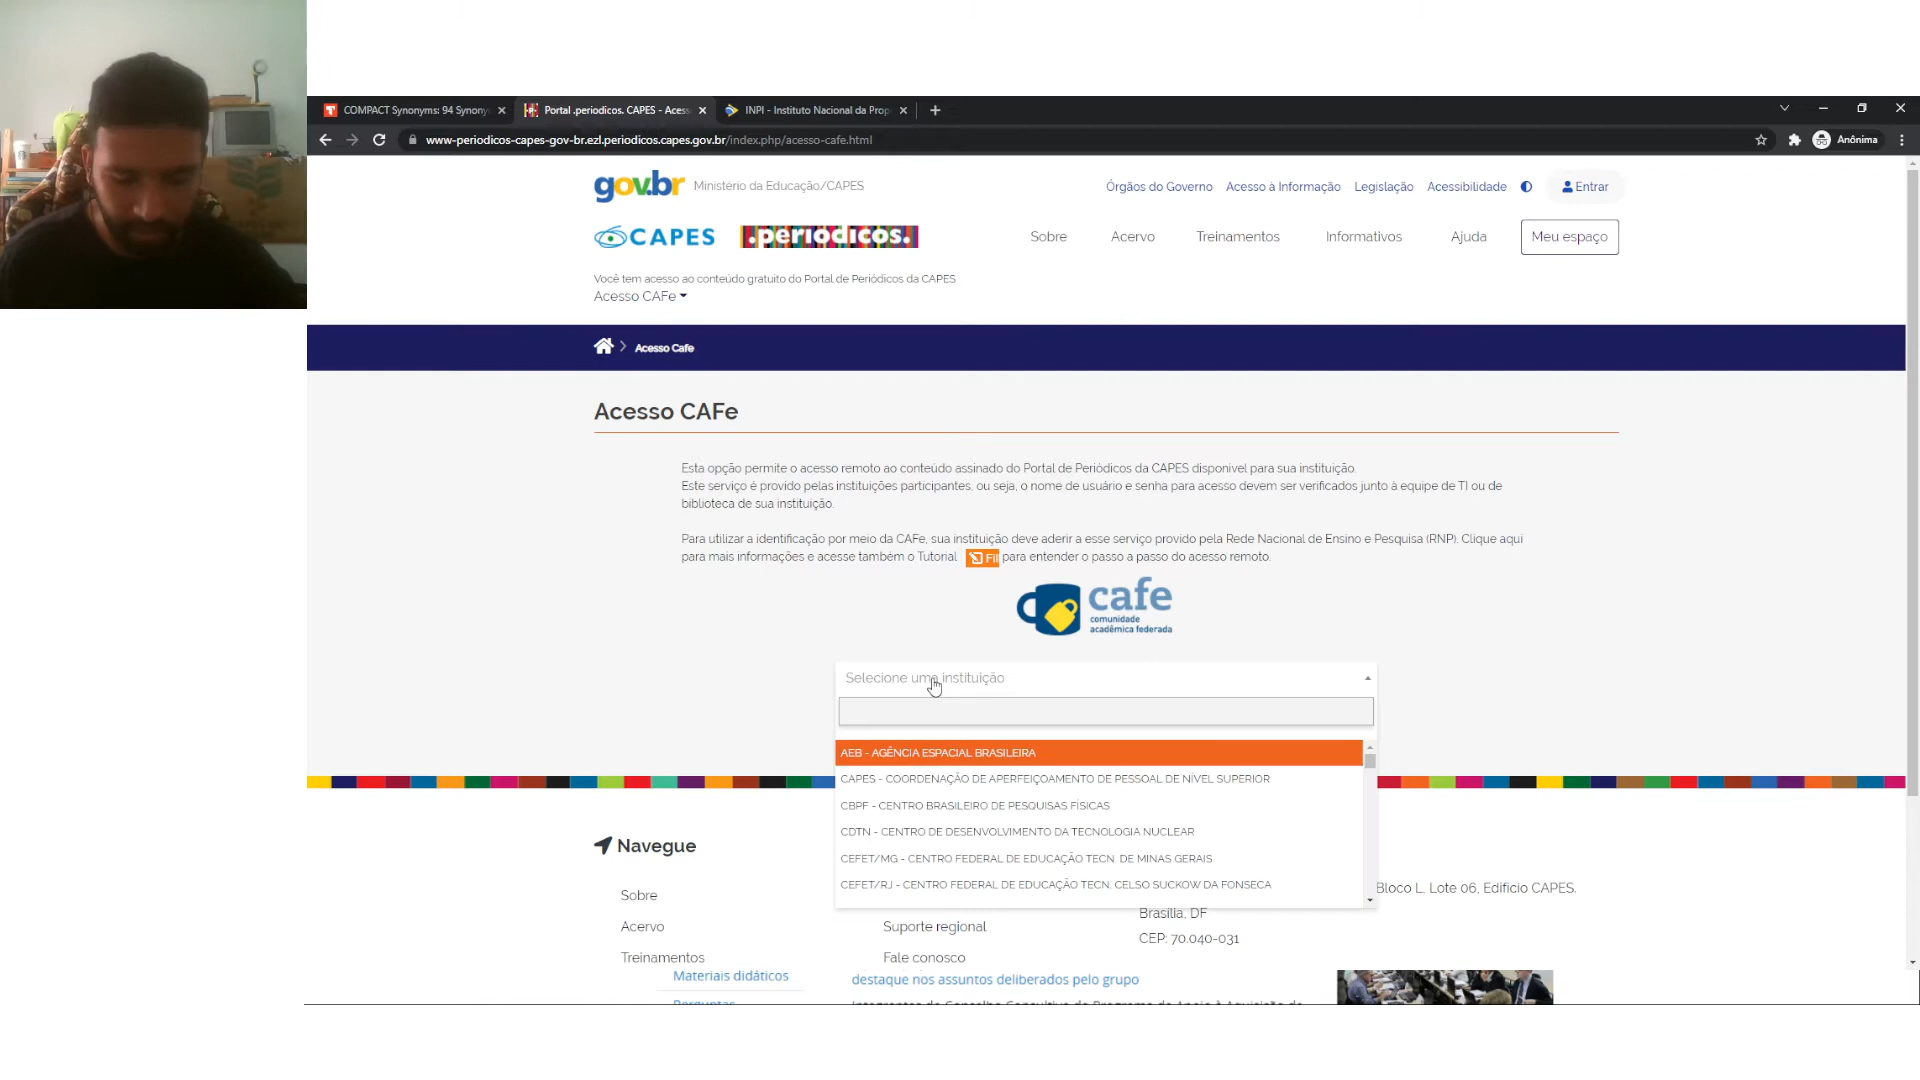 COMPACT Synonyms: 94 Synony
Portal .periodicos. CAPES - Acess
INPI - Instituto Nacional da Prop
www-periodicos-capes-gov-br.ezl.periodicos.capes.gov.br/index.php/acesso-cafe.html
Anônima
gov.br Ministério da Educação/CAPES
Órgãos do Governo Acesso à Informação Legislação Acessibilidade Entrar
CAPES .periodicos.
Sobre Acervo Treinamentos Informativos Ajuda Meu espaço
Você tem acesso ao conteúdo gratuito do Portal de Periódicos da CAPES
Acesso CAFe
Acesso Cafe
Acesso CAFe
Esta opção permite o acesso remoto ao conteúdo assinado do Portal de Periódicos da CAPES disponível para sua instituição.
Este serviço é provido pelas instituições participantes, ou seja, o nome de usuário e senha para acesso devem ser verificados junto à equipe de TI ou de
biblioteca de sua instituição.
Para utilizar a identificação por meio da CAFe, sua instituição deve aderir a esse serviço provido pela Rede Nacional de Ensino e Pesquisa (RNP). Clique aqui
para mais informações e acesse também o Tutorial Fil para entender o passo a passo do acesso remoto.
cafe
comunidade
acadêmica federada
Selecione uma instituição
AEB - AGÊNCIA ESPACIAL BRASILEIRA
CAPES - COORDENAÇÃO DE APERFEIÇOAMENTO DE PESSOAL DE NÍVEL SUPERIOR
CBPF - CENTRO BRASILEIRO DE PESQUISAS FÍSICAS
CDTN - CENTRO DE DESENVOLVIMENTO DA TECNOLOGIA NUCLEAR
CEFET/MG - CENTRO FEDERAL DE EDUCAÇÃO TECN. DE MINAS GERAIS
CEFET/RJ - CENTRO FEDERAL DE EDUCAÇÃO TECN. CELSO SUCKOW DA FONSECA
Navegue
Sobre
Acervo
Treinamentos
Suporte regional
Fale conosco
Bloco L, Lote 06, Edifício CAPES.
Brasília, DF
CEP: 70.040-031
Materiais didáticos
destaque nos assuntos deliberados pelo grupo
Perguntas
Integrantes do Conselho Consultivo do Programa de Apoio à Aquisição de